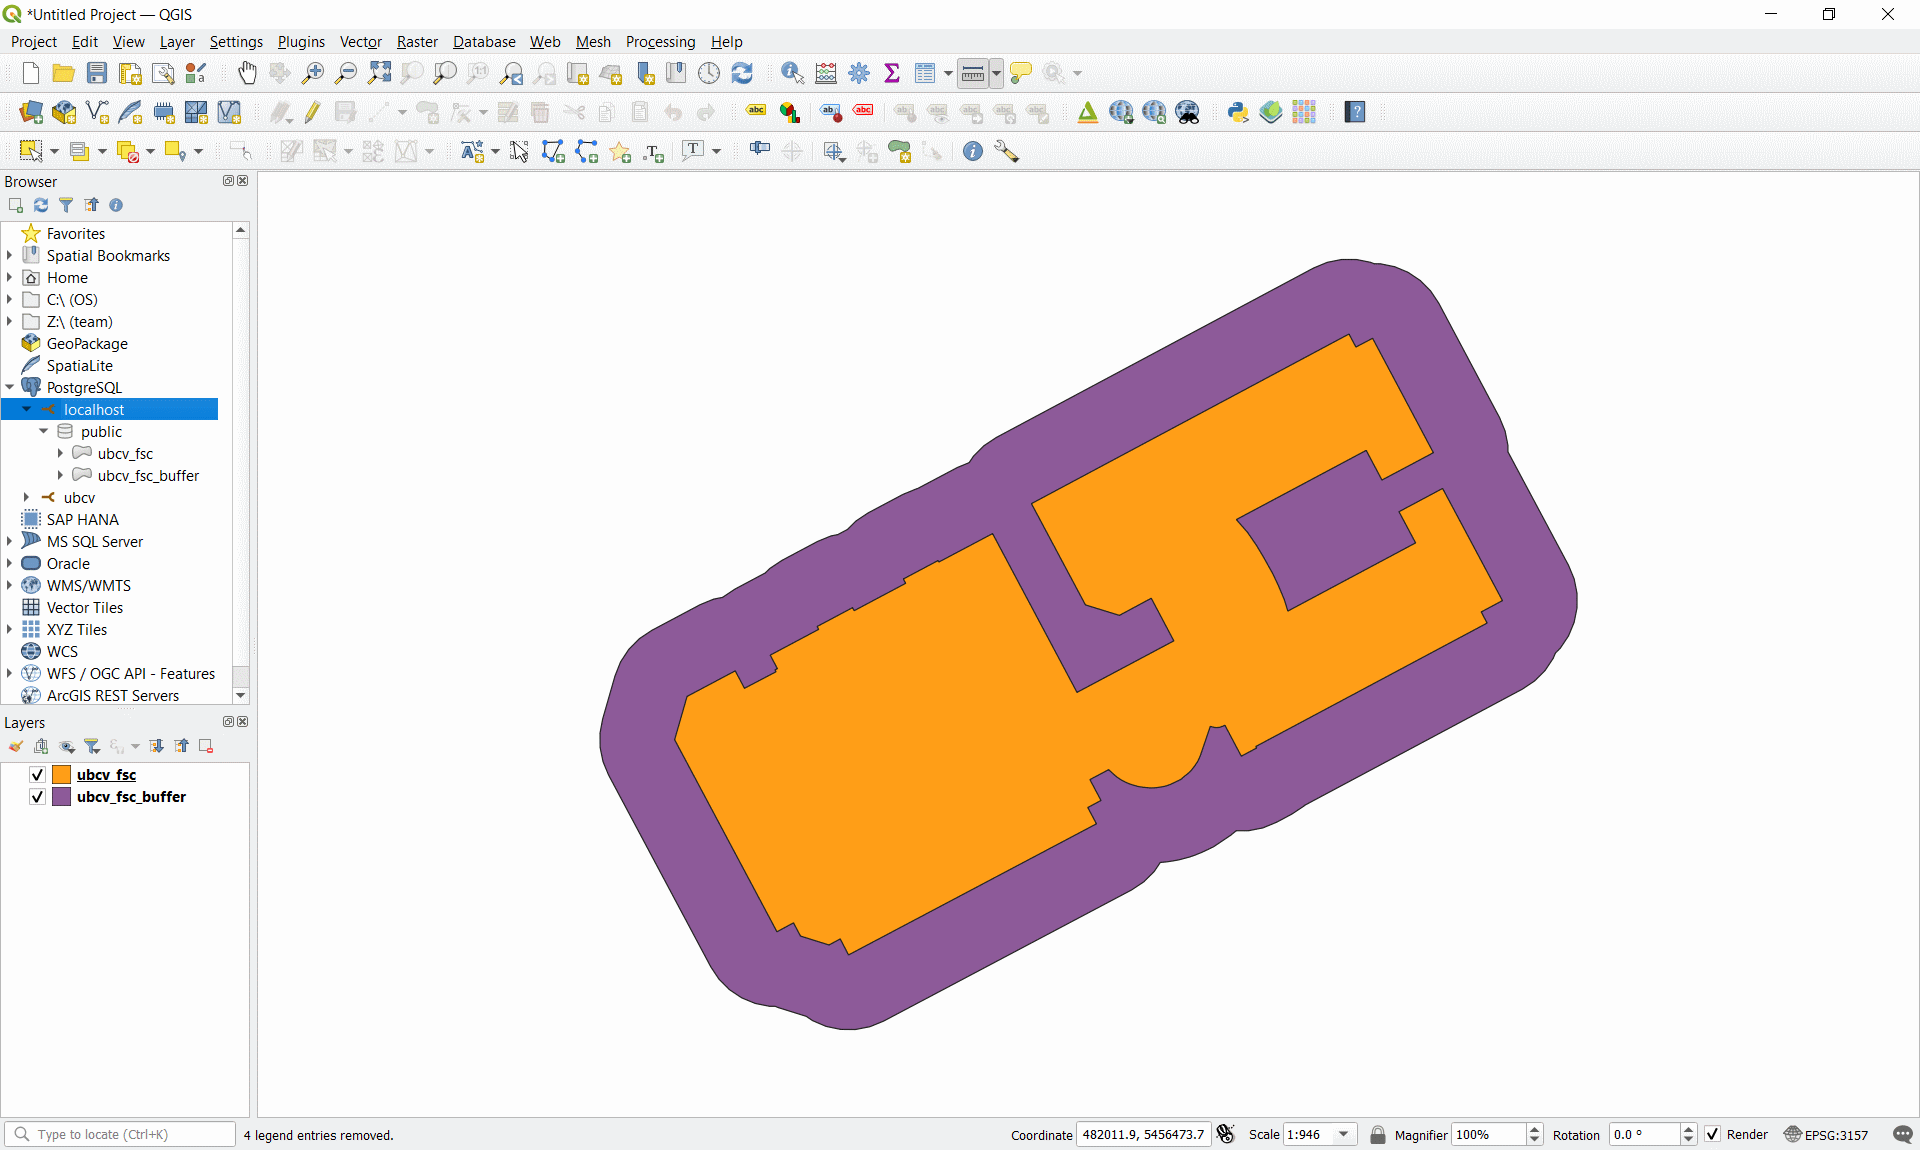 *Untitled Project — QGIS
Project Edit View Layer Settings Plugins Vector Raster Database Web Mesh Processing Help
Browser
Favorites
Spatial Bookmarks
Home
C:\ (OS)
Z:\ (team)
GeoPackage
SpatiaLite
PostgreSQL
localhost
public
ubcv_fsc
ubcv_fsc_buffer
ubcv
SAP HANA
MS SQL Server
Oracle
WMS/WMTS
Vector Tiles
XYZ Tiles
WCS
WFS / OGC API - Features
ArcGIS REST Servers
Layers
ubcv_fsc
ubcv_fsc_buffer
Type to locate (Ctrl+K) 4 legend entries removed. Coordinate 482011.9, 5456473.7 Scale 1:946 Magnifier 100% Rotation 0.0 ° Render EPSG:3157